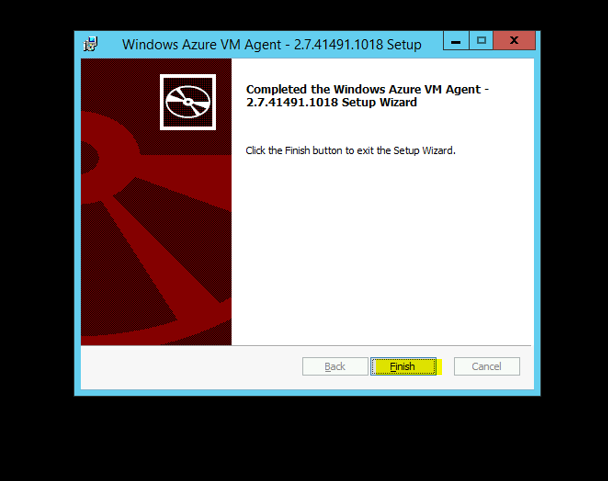 Windows Azure VM Agent - 2.7.41491.1018 Setup
Completed the Windows Azure VM Agent -
2.7.41491.1018 Setup Wizard
Click the Finish button to exit the Setup Wizard.
Back Finish Cancel